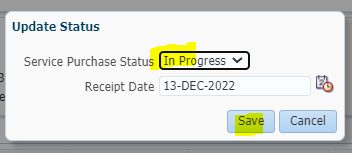 Update Status
Service Purchase Status In Progress
Receipt Date 13-DEC-2022
Save Cancel